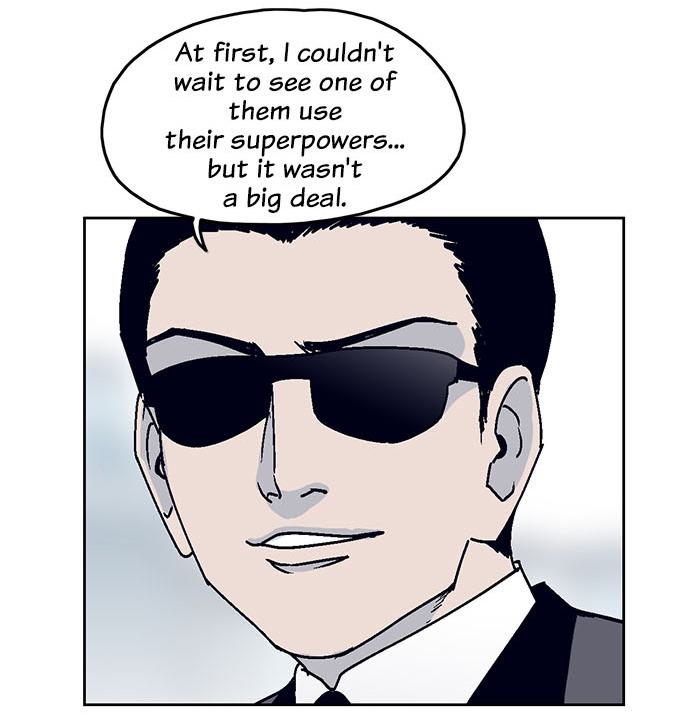 At first, I couldn't
wait to see one of
them use
their superpowers...
but it wasn't
a big deal.